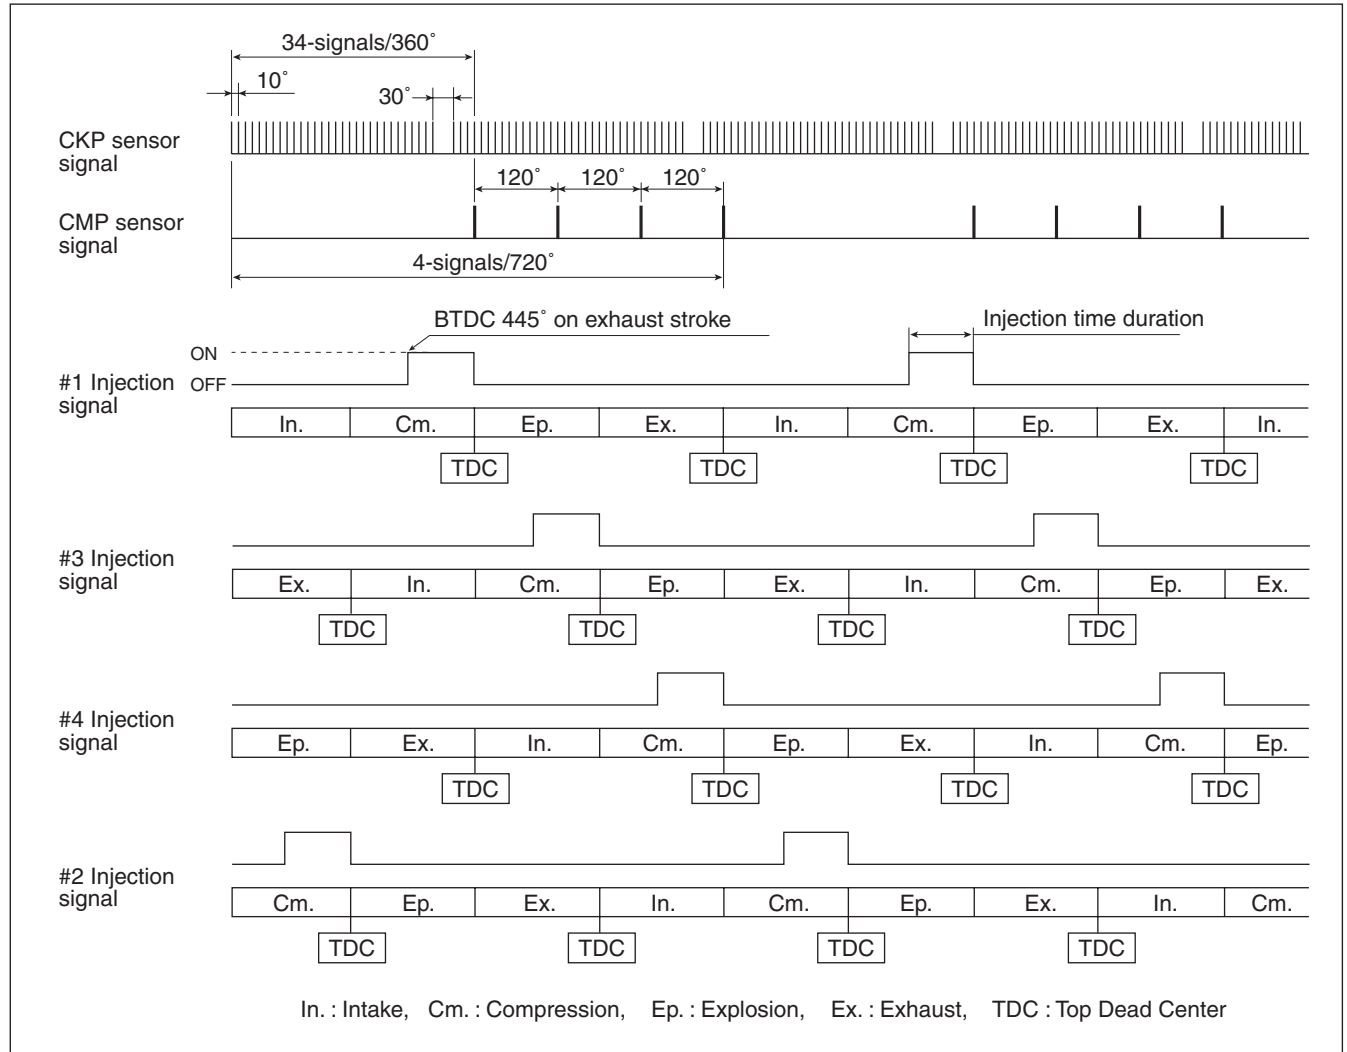 34-signals/360°
10°
30°
CKP sensor
signal
120° 120° 120°
CMP sensor
signal
4-signals/720°
BTDC 445° on exhaust stroke
Injection time duration
ON
OFF
#1 Injection
signal
In. Cm. Ep. Ex. In. Cm. Ep. Ex. In.
TDC TDC TDC TDC
#3 Injection
signal
Ex. In. Cm. Ep. Ex. In. Cm. Ep. Ex.
TDC TDC TDC TDC
#4 Injection
signal
Ep. Ex. In. Cm. Ep. Ex. In. Cm. Ep.
TDC TDC TDC TDC
#2 Injection
signal
Cm. Ep. Ex. In. Cm. Ep. Ex. In. Cm.
TDC TDC TDC TDC
In. : Intake, Cm. : Compression, Ep. : Explosion, Ex. : Exhaust, TDC : Top Dead Center